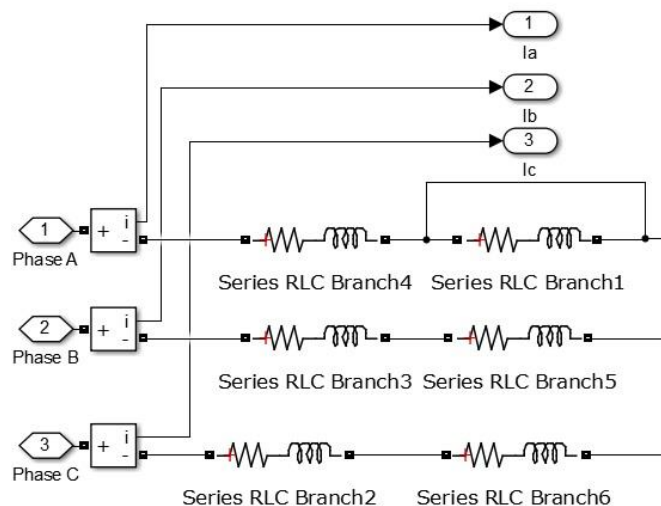 1
Ia
2
Ib
3
Ic
1
+ i
-
Phase A
Series RLC Branch4 Series RLC Branch1
2
+ i
-
Phase B
Series RLC Branch3 Series RLC Branch5
3
+ i
-
Phase C
Series RLC Branch2 Series RLC Branch6